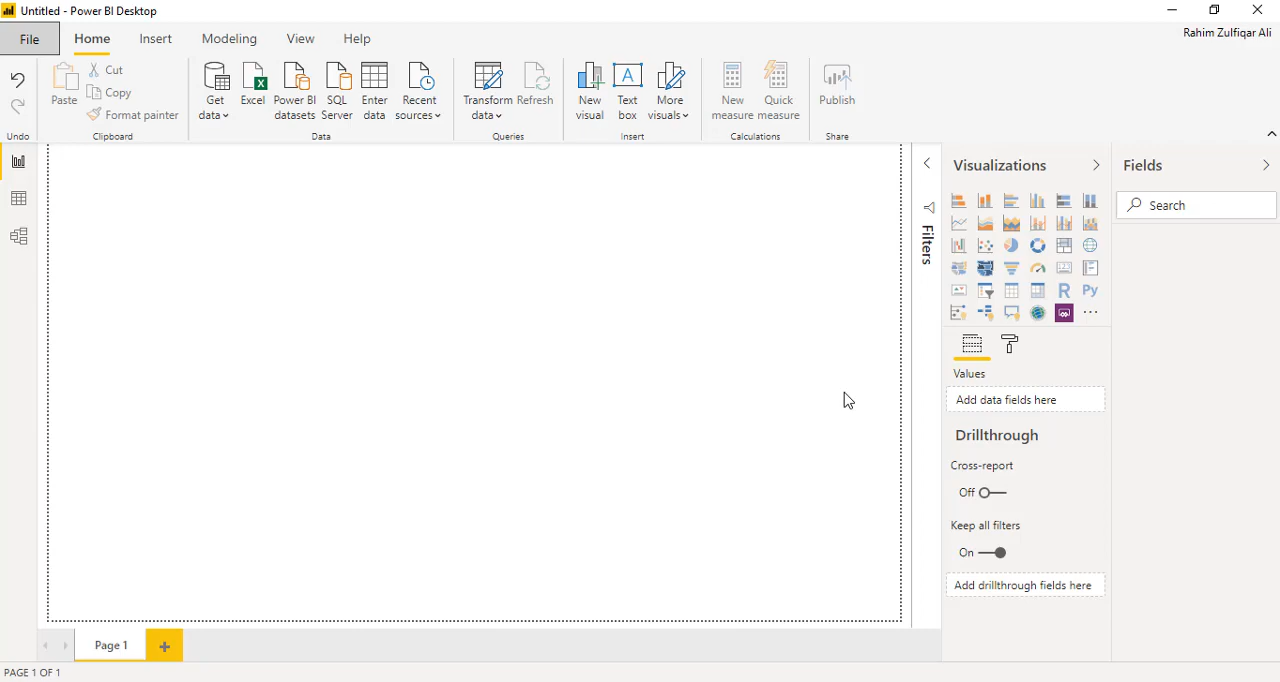 Untitled - Power BI Desktop
Rahim Zulfiqar Ali
File Home Insert Modeling View Help
Undo
Paste
Cut
Copy
Format painter
Clipboard
Get data
Excel
Power BI datasets
SQL Server
Enter data
Recent sources
Data
Transform data
Refresh
Queries
New visual
A
Text box
More visuals
Insert
New measure
Quick measure
Calculations
Publish
Share
Filters
Visualizations
R
Py
Values
Add data fields here
Drillthrough
Cross-report
Off
Keep all filters
On
Add drillthrough fields here
Fields
Search
Page 1
PAGE 1 OF 1